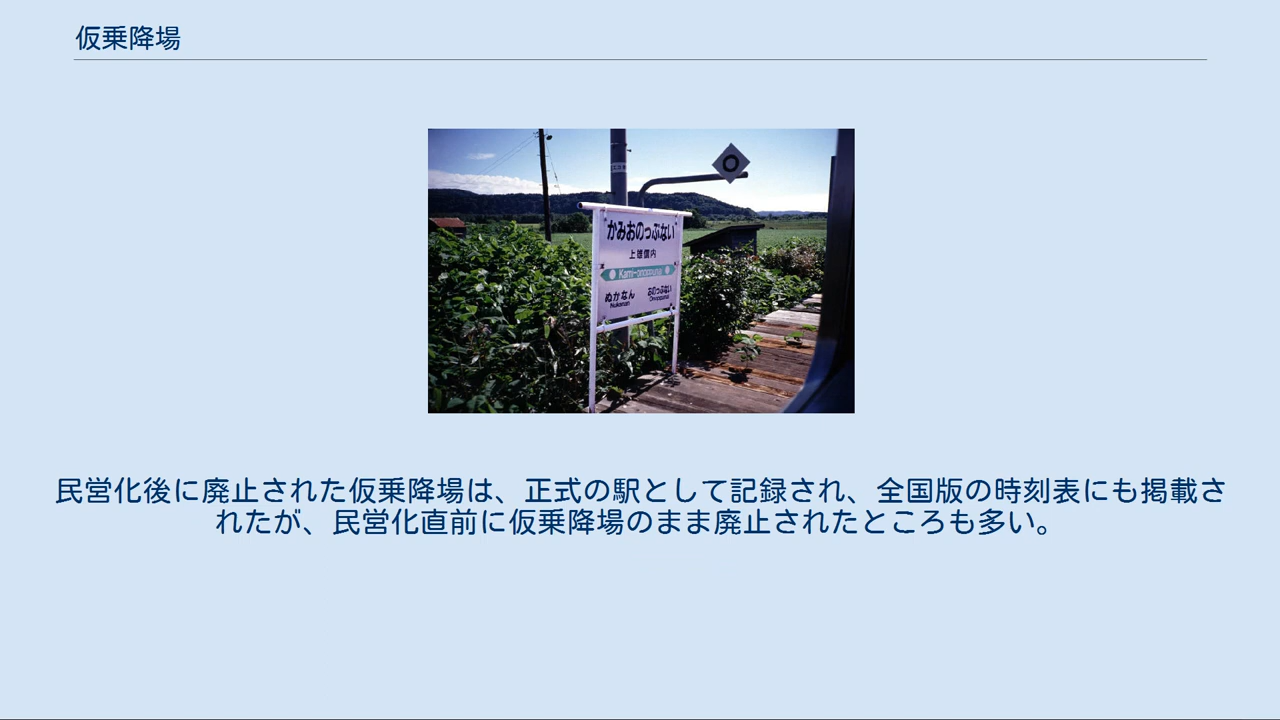 仮乗降場
かみおのっぷない
上雄信内
Kami-onoppunai
ぬかなん
おのっぷない
Nukanan
Onoppunai
民営化後に廃止された仮乗降場は、正式の駅として記録され、全国版の時刻表にも掲載さ
れたが、民営化直前に仮乗降場のまま廃止されたところも多い。